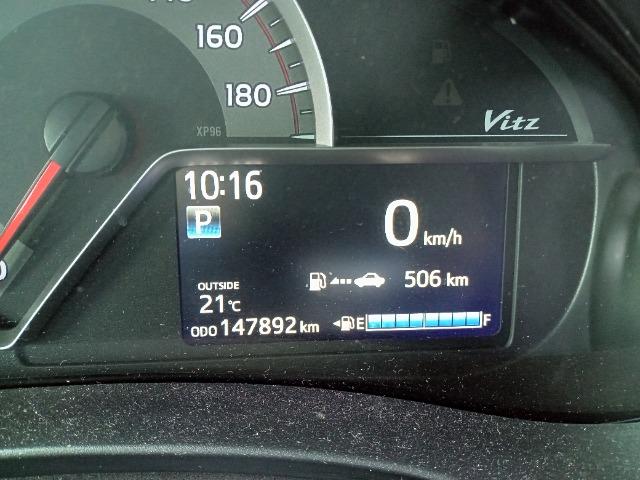 160
180
XP96
Vitz
10:16
P
0 km/h
506 km
OUTSIDE
21°C
ODO 147892 km
E F